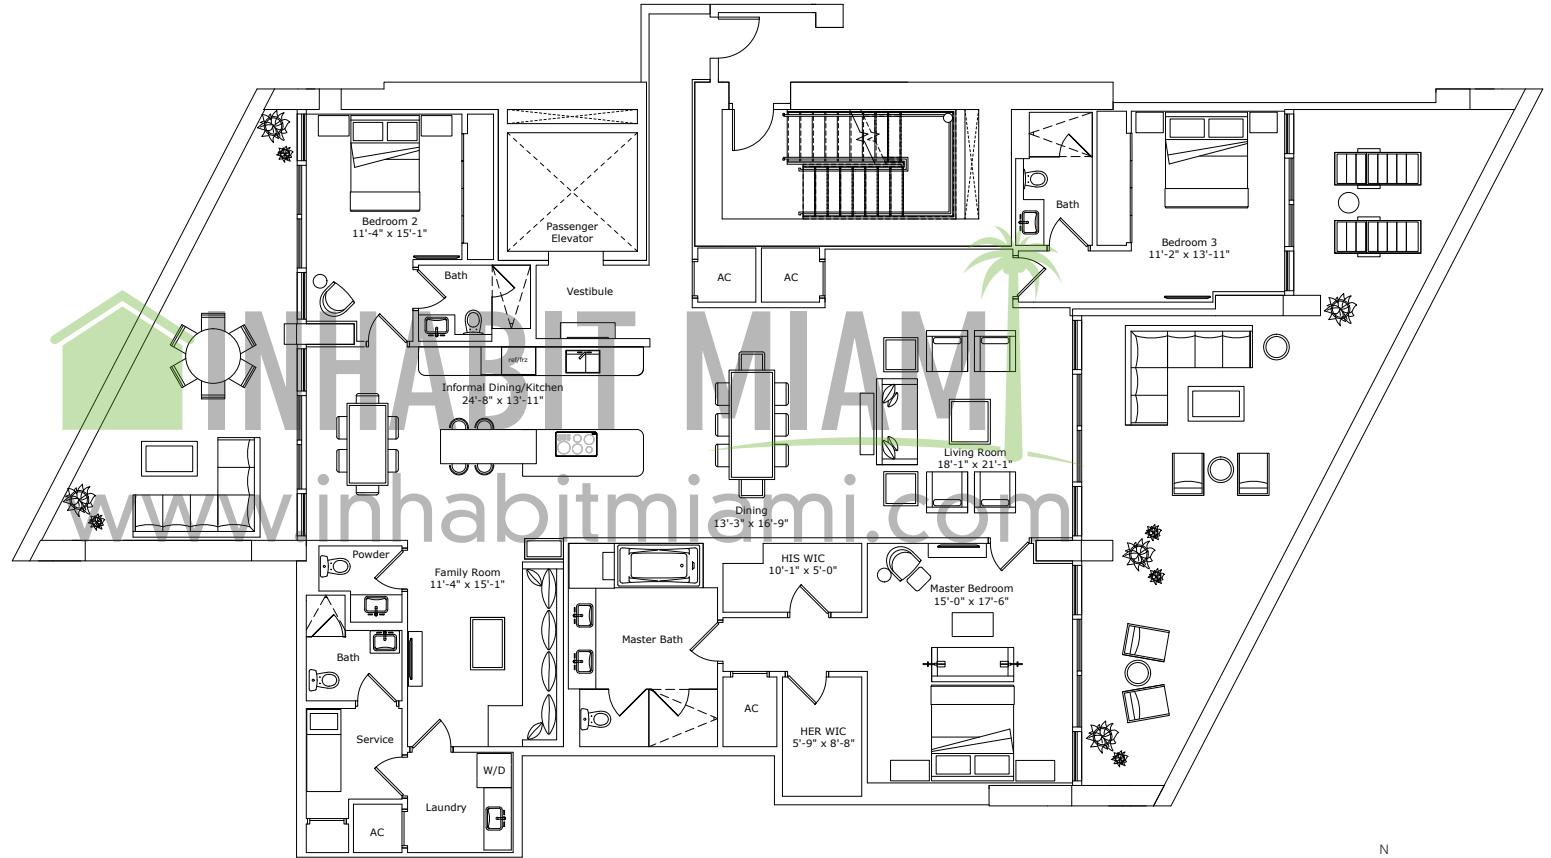 Bedroom 2
11'-4" x 15'-1"
Passenger
Elevator
Bath
Bedroom 3
11'-2" x 13'-11"
Bath
AC
AC
Vestibule
INHABIT MIAMI
ref/frz
Informal Dining/Kitchen
24'-8" x 13'-11"
Living Room
18'-1" x 21'-1"
www.inhabitmiami.com
Dining
13'-3" x 16'-9"
Powder
Family Room
11'-4" x 15'-1"
HIS WIC
10'-1" x 5'-0"
Master Bedroom
15'-0" x 17'-6"
Master Bath
Bath
AC
HER WIC
5'-9" x 8'-8"
Service
W/D
Laundry
AC
N